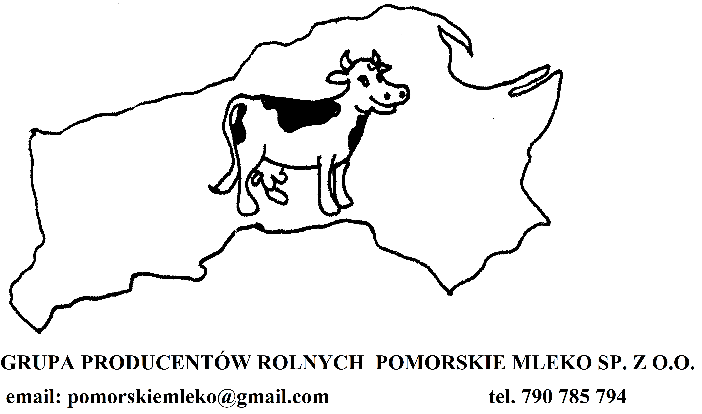 GRUPA PRODUCENTÓW ROLNYCH POMORSKIE MLEKO SP. Z O.O.
email: pomorskiemleko@gmail.com tel. 790 785 794